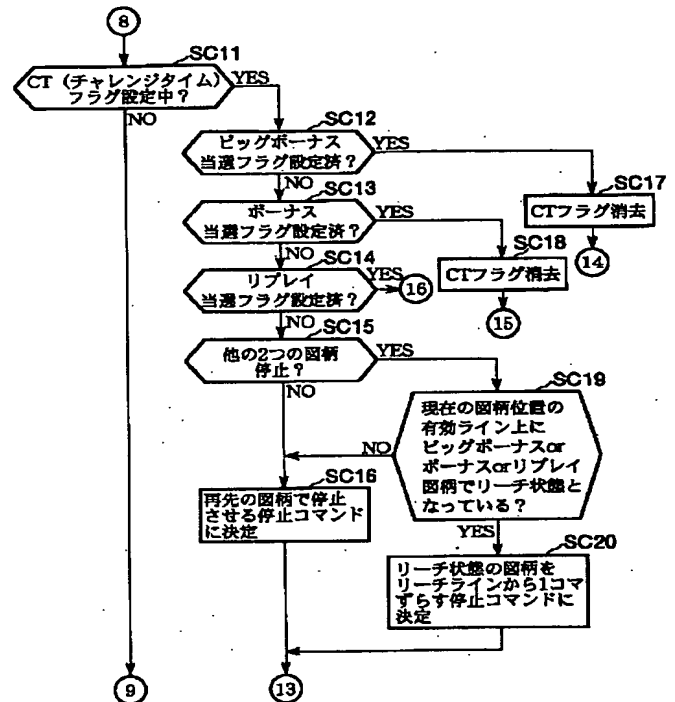 8
SC11
CT（チャレンジタイム）
フラグ設定中？
YES
NO
SC12
ビッグボーナス
当選フラグ設定済？
YES
NO
SC17
CTフラグ消去
14
SC13
ボーナス
当選フラグ設定済？
YES
NO
SC18
CTフラグ消去
15
SC14
リプレイ
当選フラグ設定済？
YES
16
NO
SC15
他の2つの図柄
停止？
YES
NO
SC19
現在の図柄位置の
有効ライン上に
ビッグボーナスor
ボーナスorリプレイ
図柄でリーチ状態と
なっている？
NO
YES
SC16
再先の図柄で停止
させる停止コマンド
に決定
SC20
リーチ状態の図柄を
リーチラインから1コマ
ずらす停止コマンドに
決定
9
13